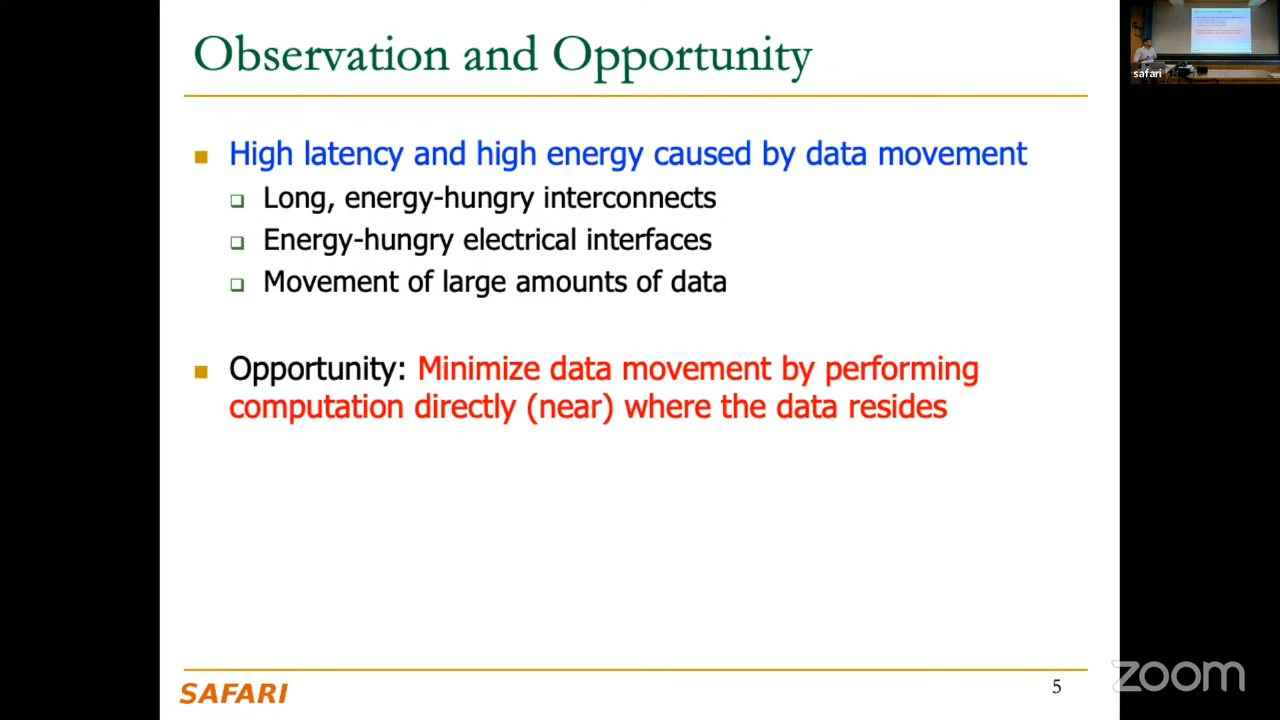 Observation and Opportunity
High latency and high energy caused by data movement
Long, energy-hungry interconnects
Energy-hungry electrical interfaces
Movement of large amounts of data
Opportunity: Minimize data movement by performing
computation directly (near) where the data resides
SAFARI
5
safari
zoom